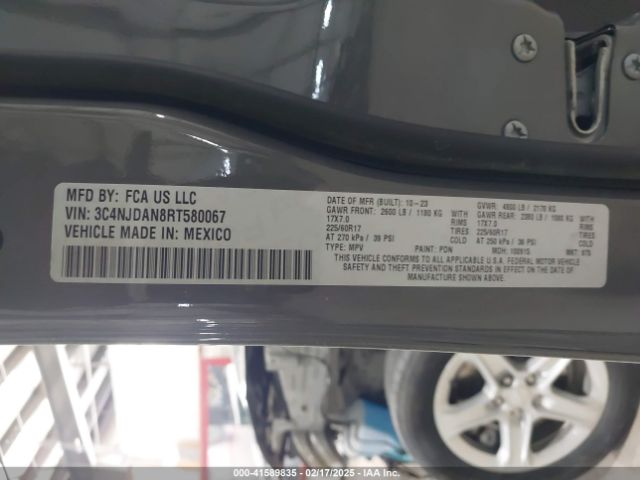 MFD BY: FCA US LLC
VIN: 3C4NJDAN8RT580067
VEHICLE MADE IN: MEXICO
DATE OF MFR (BUILT): 10-23
GVWR: 4800 LB / 2170 KG
GAWR FRONT: 2600 LB / 1180 KG
GAWR REAR: 2380 LB / 1080 KG
17X7.0 RIMS
17X7.0 RIMS
225/60R17 TIRES
225/60R17 TIRES
AT 270 kPa / 39 PSI COLD
AT 250 kPa / 36 PSI COLD
TYPE: MPV PAINT: PDN MDH: 100915
THIS VEHICLE CONFORMS TO ALL APPLICABLE U.S.A. FEDERAL MOTOR VEHICLE
SAFETY AND THEFT PREVENTION STANDARDS IN EFFECT ON THE DATE OF
MANUFACTURE SHOWN ABOVE.
000-41589835 - 02/17/2025 - IAA Inc.